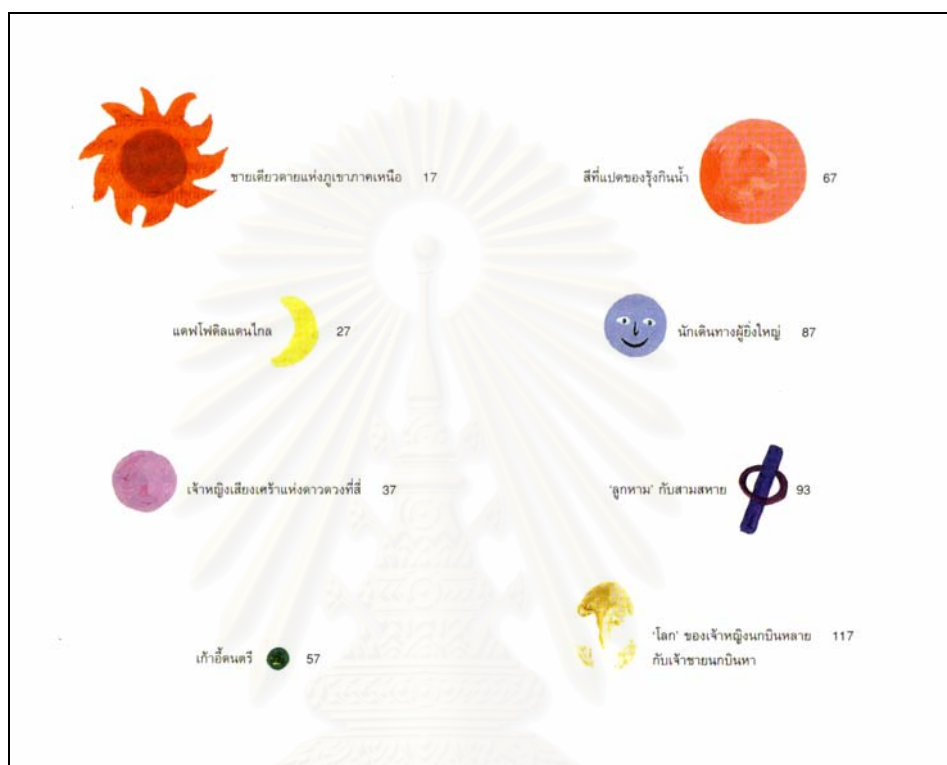 ชายเดียวดายแห่งภูเขาภาคเหนือ 17
แดฟโฟดิลแดนไกล 27
เจ้าหญิงเสียงเศร้าแห่งดาวดวงที่สี่ 37
เก้าอี้ดนตรี 57
สีที่แปดของรุ้งกินน้ำ 67
นักเดินทางผู้ยิ่งใหญ่ 87
'ลูกหาม' กับสามสหาย 93
'โลก' ของเจ้าหญิงนกบินหลาย 117
กับเจ้าชายนกบินหา